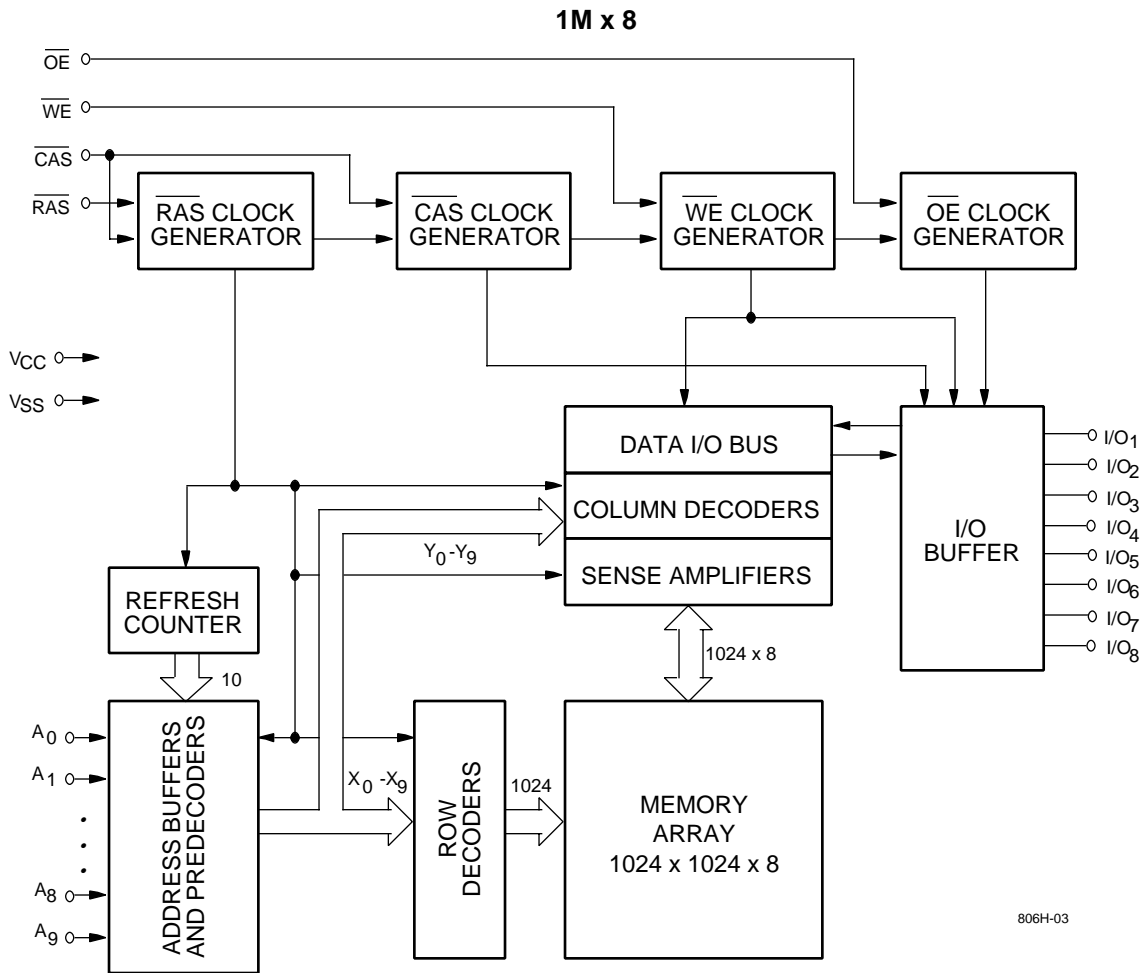 1M x 8
OE
WE
CAS
RAS
RAS CLOCK
GENERATOR
CAS CLOCK
GENERATOR
WE CLOCK
GENERATOR
OE CLOCK
GENERATOR
VCC
VSS
DATA I/O BUS
COLUMN DECODERS
SENSE AMPLIFIERS
Y0-Y9
I/O
BUFFER
I/O1
I/O2
I/O3
I/O4
I/O5
I/O6
I/O7
I/O8
REFRESH
COUNTER
10
1024 x 8
A0
A1
A8
A9
ADDRESS BUFFERS
AND PREDECODERS
X0 -X9
ROW
DECODERS
1024
MEMORY
ARRAY
1024 x 1024 x 8
806H-03